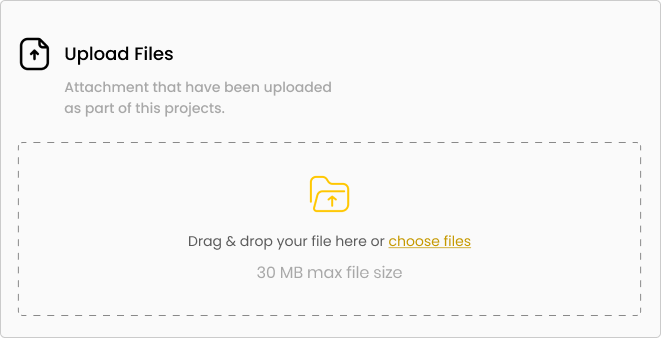 Upload Files
Attachment that have been uploaded
as part of this projects.
Drag & drop your file here or choose files
30 MB max file size